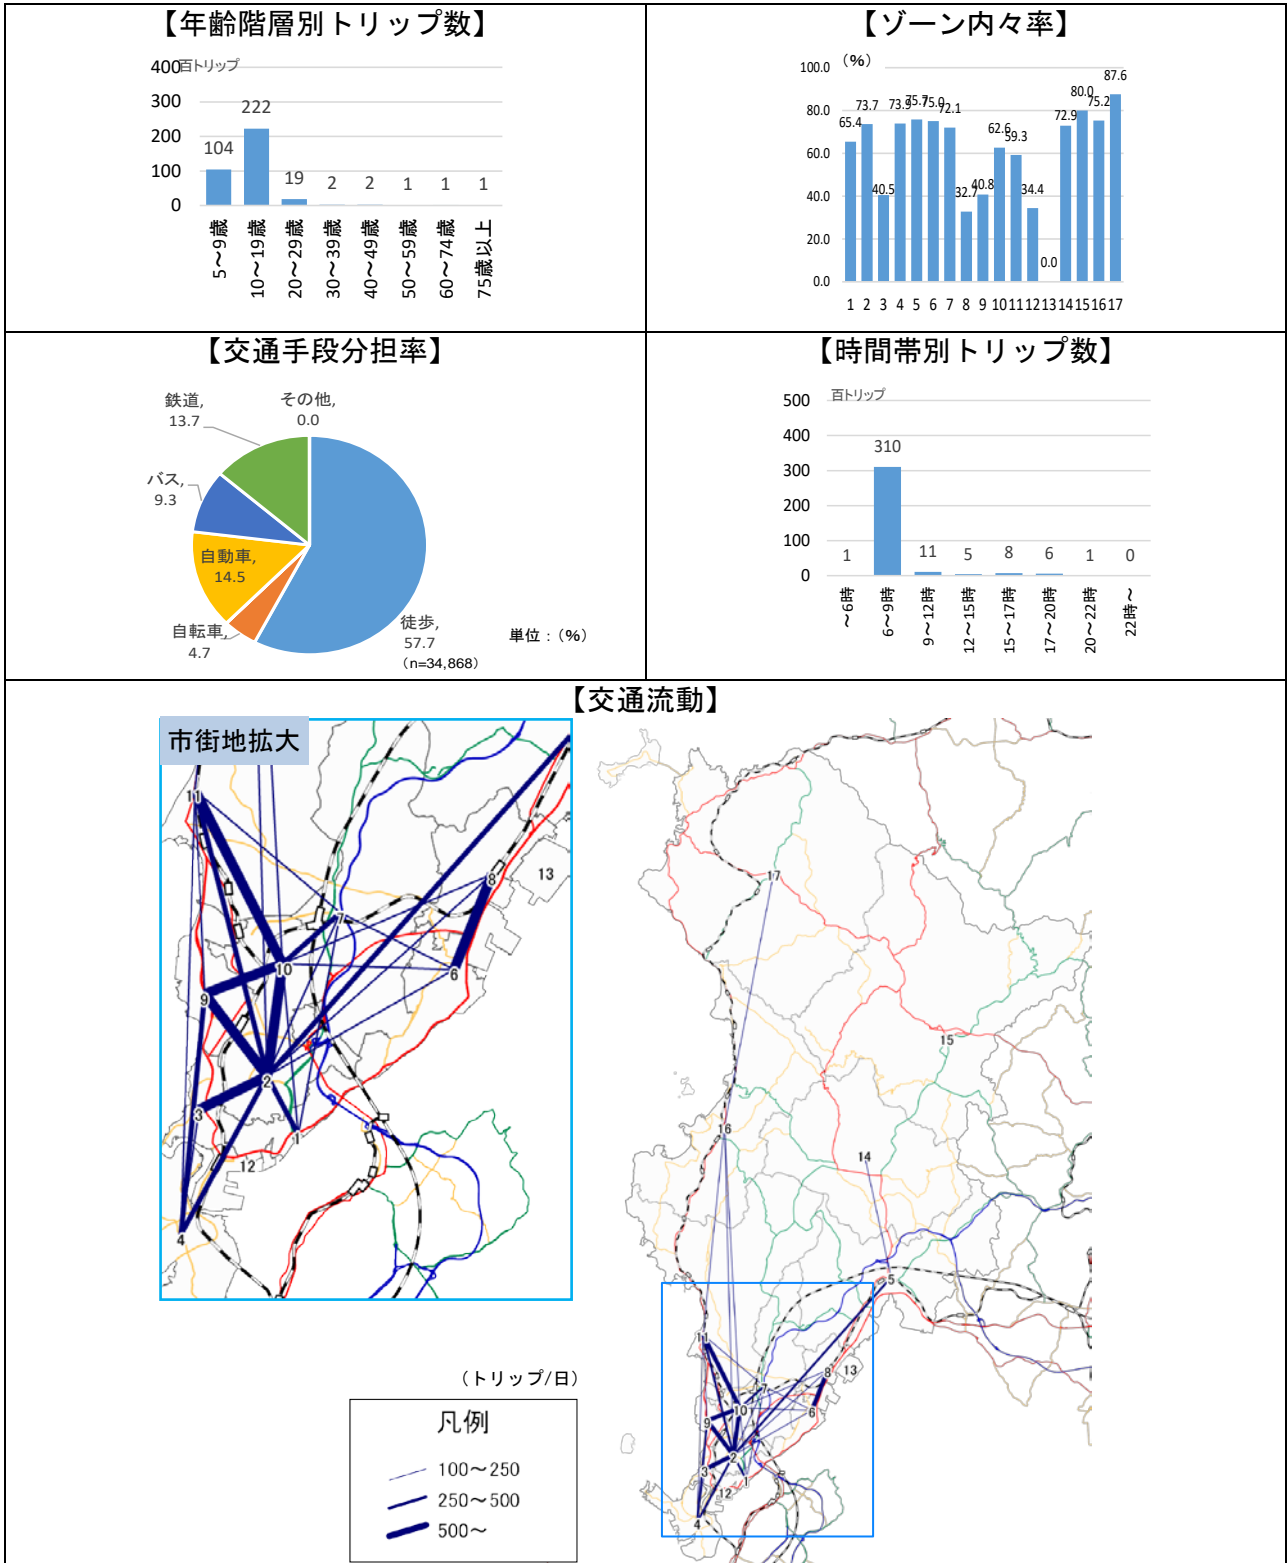 【年齢階層別トリップ数】
百トリップ
400
300
200
100
0
104
222
19
2
2
1
1
1
5～9歳
10～19歳
20～29歳
30～39歳
40～49歳
50～59歳
60～74歳
75歳以上
【ゾーン内々率】
（%）
100.0
80.0
60.0
40.0
20.0
0.0
65.4
73.7
40.5
73.9
75.7
75.0
72.1
32.7
40.8
62.6
59.3
34.4
0.0
72.9
80.0
75.2
87.6
1 2 3 4 5 6 7 8 9 10 11 12 13 14 15 16 17
【交通手段分担率】
鉄道,
13.7
その他,
0.0
バス,
9.3
自動車,
14.5
自転車,
4.7
徒歩,
57.7
(n=34,868)
単位：（%）
【時間帯別トリップ数】
百トリップ
500
400
300
200
100
0
1
310
11
5
8
6
1
0
～6時
6～9時
9～12時
12～15時
15～17時
17～20時
20～22時
22時～
【交通流動】
市街地拡大
11
8
13
7
10
6
9
2
3
1
12
4
17
15
16
14
5
11
8
13
7
10
6
9
2
3
1
12
4
（トリップ/日）
凡例
100～250
250～500
500～